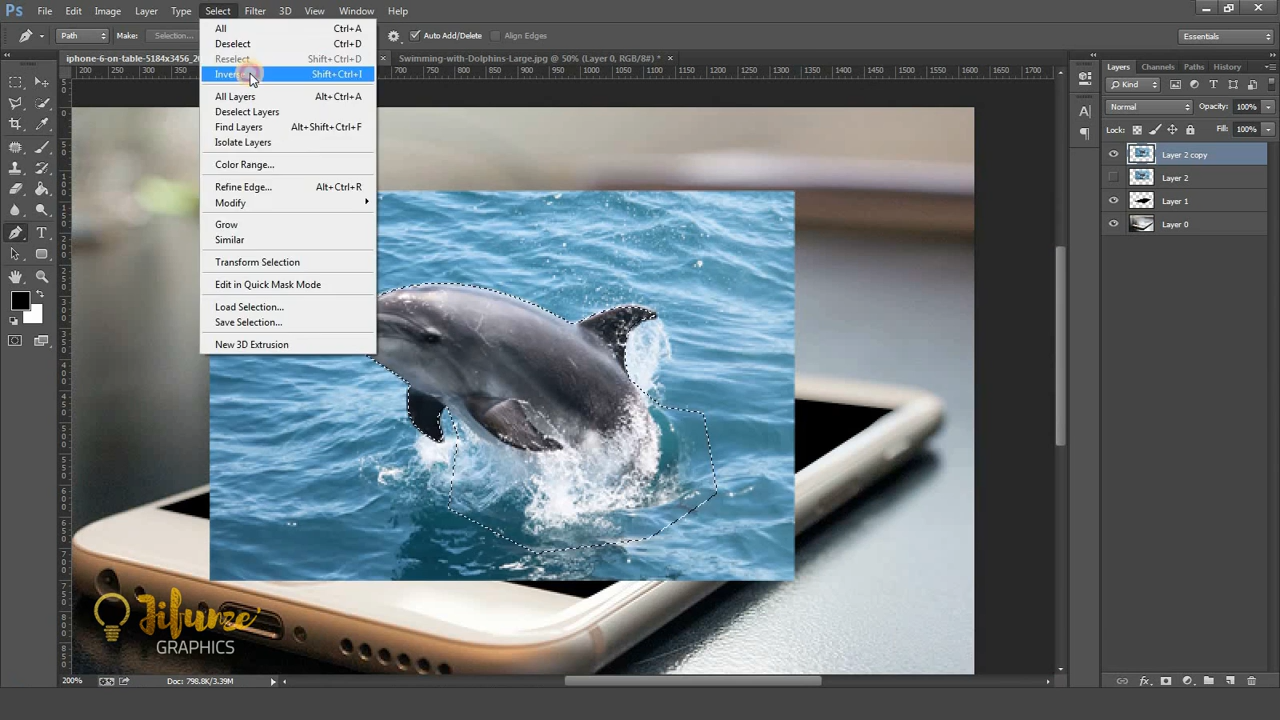 Ps File Edit Image Layer Type Select Filter 3D View Window Help
Path Make: Selection... Auto Add/Delete Align Edges Essentials
iphone-6-on-table-5184x3456_ × Swimming-with-Dolphins-Large.jpg @ 50% (Layer 0, RGB/8#) * ×
All Ctrl+A
Deselect Ctrl+D
Reselect Shift+Ctrl+D
Inverse Shift+Ctrl+I
All Layers Alt+Ctrl+A
Deselect Layers
Find Layers Alt+Shift+Ctrl+F
Isolate Layers
Color Range...
Refine Edge... Alt+Ctrl+R
Modify
Grow
Similar
Transform Selection
Edit in Quick Mask Mode
Load Selection...
Save Selection...
New 3D Extrusion
Layers Channels Paths History
Kind
Normal Opacity: 100%
Lock: Fill: 100%
Layer 2 copy
Layer 2
Layer 1
Layer 0
Jifunze
GRAPHICS
200% Doc: 798.8K/3.39M